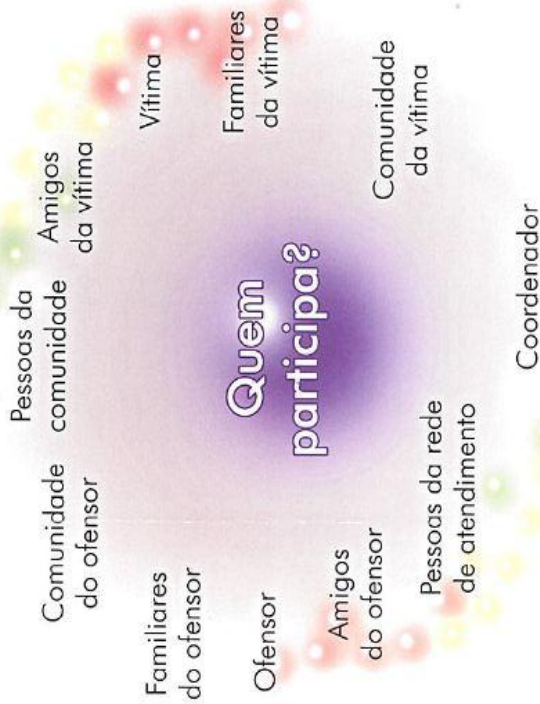 Quem
participa?
Pessoas da
comunidade
Amigos
da vítima
Vítima
Familiares
da vítima
Comunidade
da vítima
Coordenador
Pessoas da rede
de atendimento
Amigos
do ofensor
Ofensor
Familiares
do ofensor
Comunidade
do ofensor